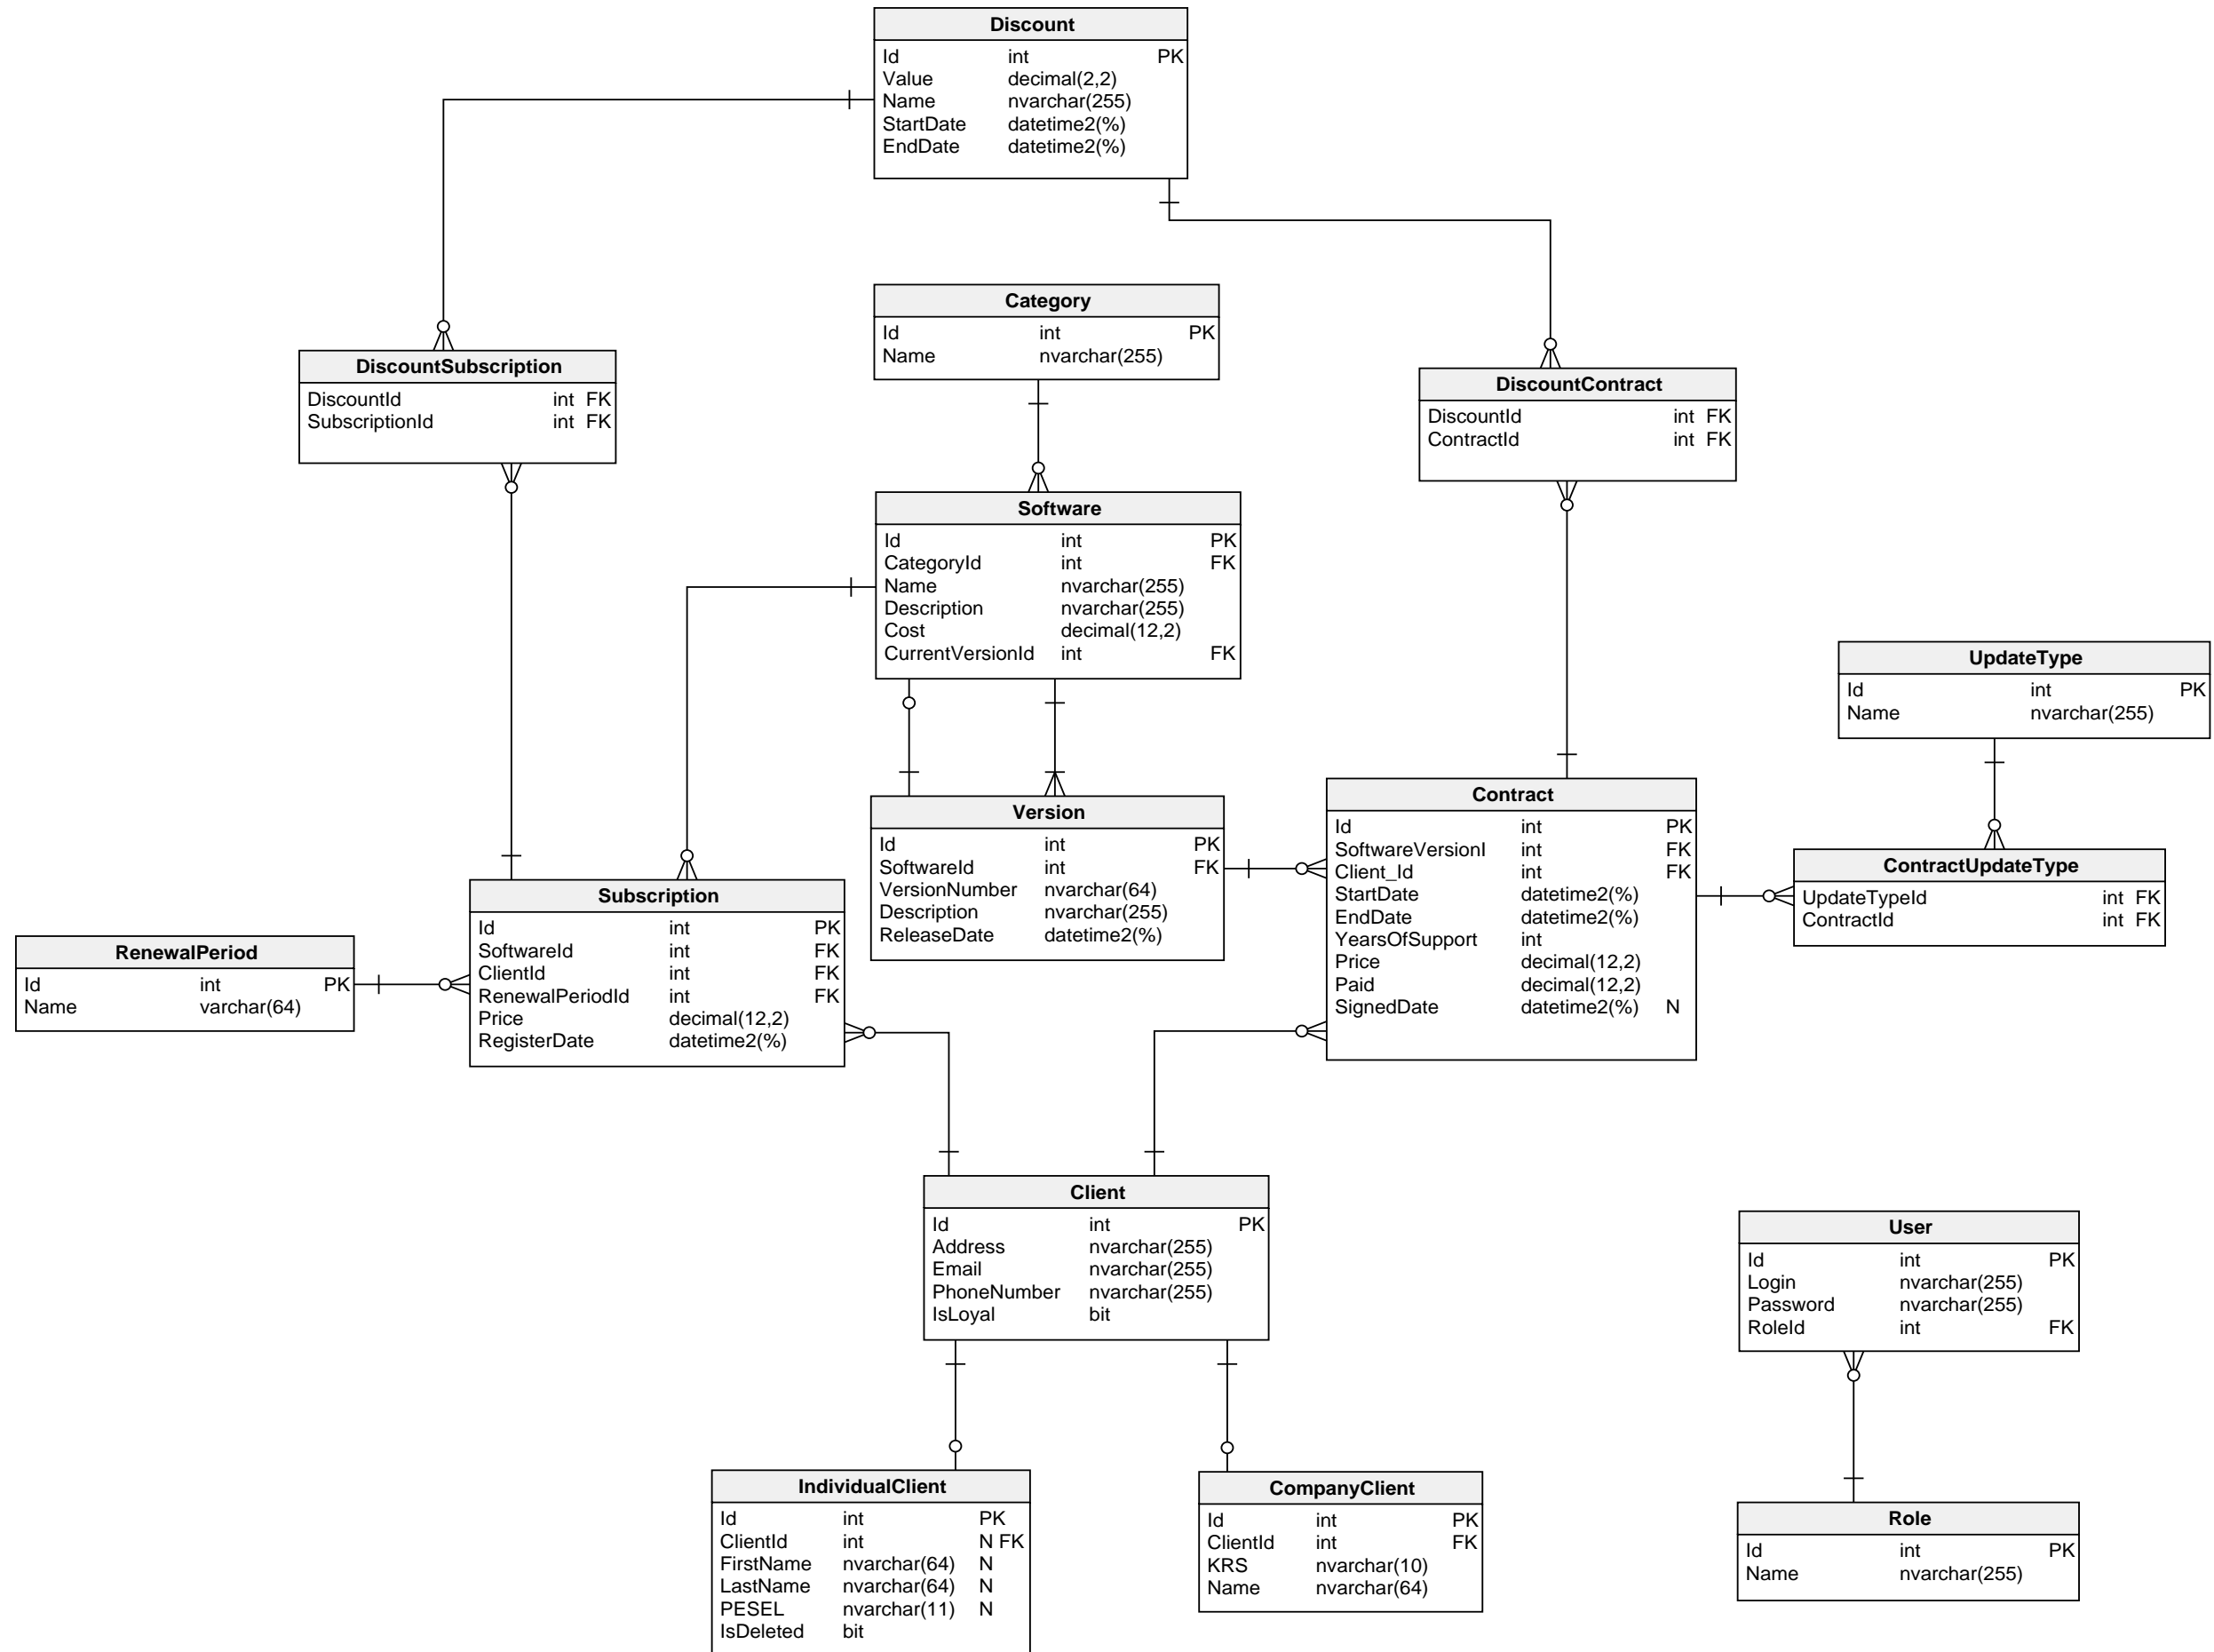 Discount
Id int PK
Value decimal(2,2)
Name nvarchar(255)
StartDate datetime2(%)
EndDate datetime2(%)
Category
Id int PK
Name nvarchar(255)
DiscountSubscription
DiscountId int FK
SubscriptionId int FK
DiscountContract
DiscountId int FK
ContractId int FK
Software
Id int PK
CategoryId int FK
Name nvarchar(255)
Description nvarchar(255)
Cost decimal(12,2)
CurrentVersionId int FK
UpdateType
Id int PK
Name nvarchar(255)
Version
Id int PK
SoftwareId int FK
VersionNumber nvarchar(64)
Description nvarchar(255)
ReleaseDate datetime2(%)
Contract
Id int PK
SoftwareVersionI int FK
Client_Id int FK
StartDate datetime2(%)
EndDate datetime2(%)
YearsOfSupport int
Price decimal(12,2)
Paid decimal(12,2)
SignedDate datetime2(%) N
ContractUpdateType
UpdateTypeId int FK
ContractId int FK
Subscription
Id int PK
SoftwareId int FK
ClientId int FK
RenewalPeriodId int FK
Price decimal(12,2)
RegisterDate datetime2(%)
RenewalPeriod
Id int PK
Name varchar(64)
Client
Id int PK
Address nvarchar(255)
Email nvarchar(255)
PhoneNumber nvarchar(255)
IsLoyal bit
User
Id int PK
Login nvarchar(255)
Password nvarchar(255)
RoleId int FK
IndividualClient
Id int PK
ClientId int N FK
FirstName nvarchar(64) N
LastName nvarchar(64) N
PESEL nvarchar(11) N
IsDeleted bit
CompanyClient
Id int PK
ClientId int FK
KRS nvarchar(10)
Name nvarchar(64)
Role
Id int PK
Name nvarchar(255)